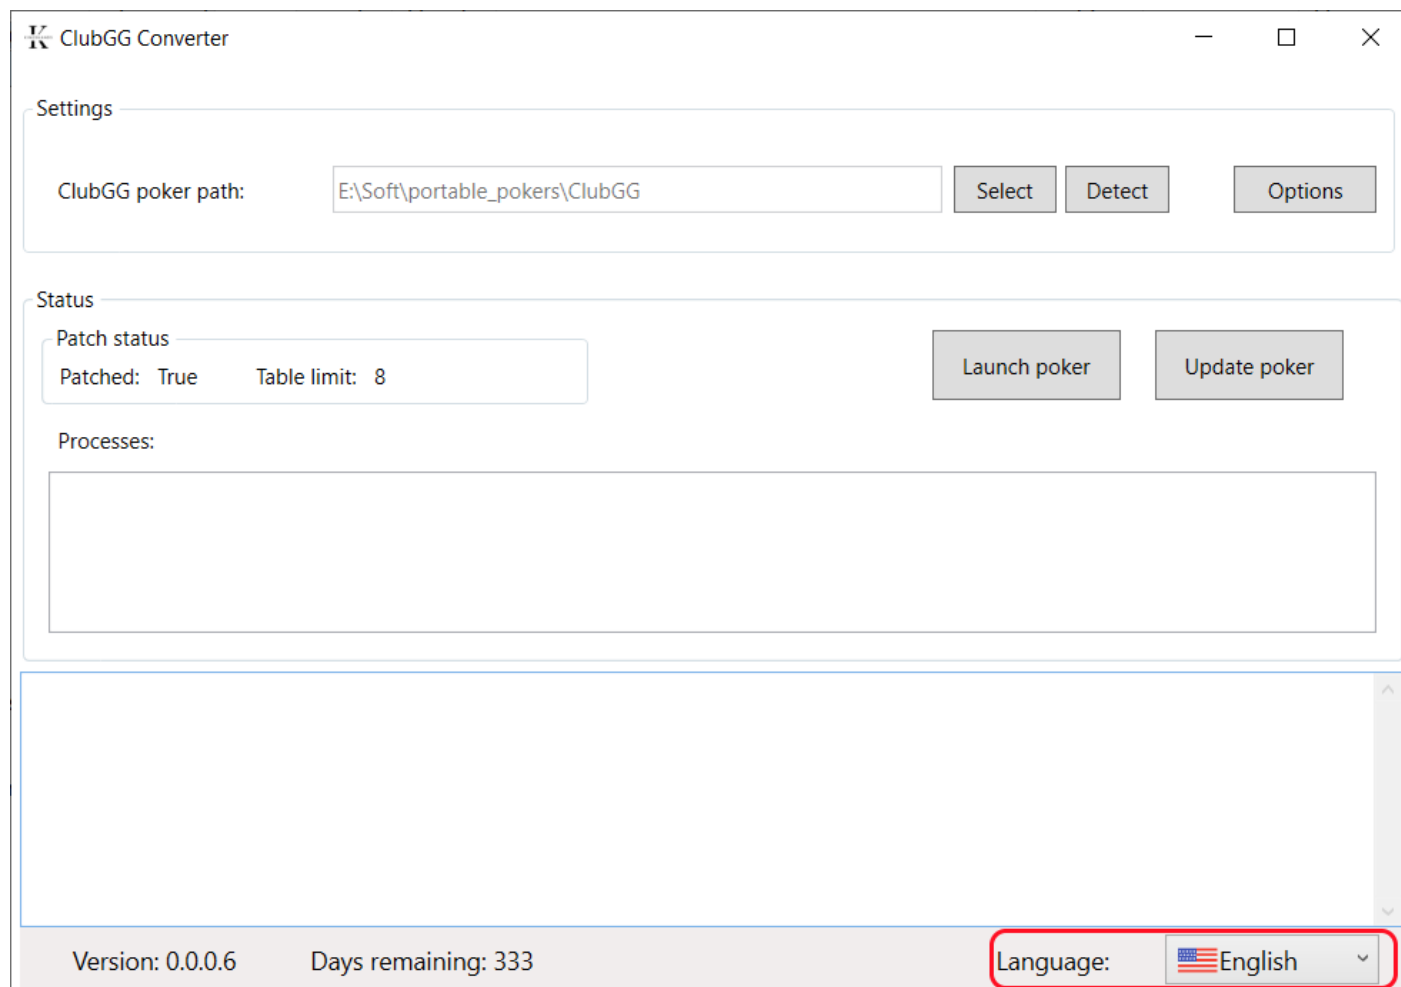 K ClubGG Converter
Settings
ClubGG poker path: E:\Soft\portable_pokers\ClubGG Select Detect Options
Status
Patch status
Patched: True Table limit: 8
Launch poker Update poker
Processes:
Version: 0.0.0.6 Days remaining: 333 Language: English